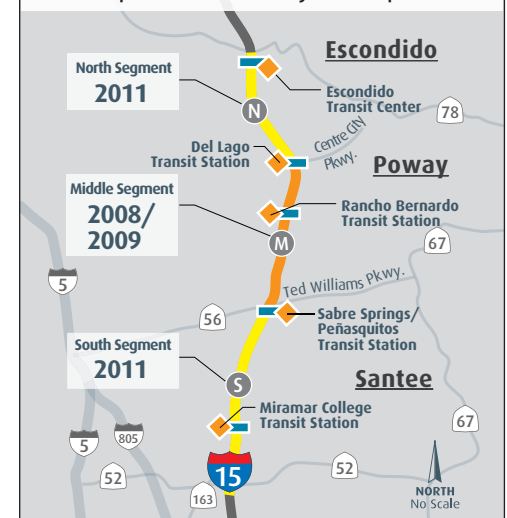 Escondido
North Segment
2011
N
Escondido
Transit Center
78
Centre City
Pkwy.
Del Lago
Transit Station
Poway
Middle Segment
2008/
2009
Rancho Bernardo
Transit Station
M
67
5
Ted Williams Pkwy.
56
Sabre Springs/
Peñasquitos
Transit Station
South Segment
2011
Santee
S
Miramar College
Transit Station
67
5
805
52
15
52
163
NORTH
No Scale